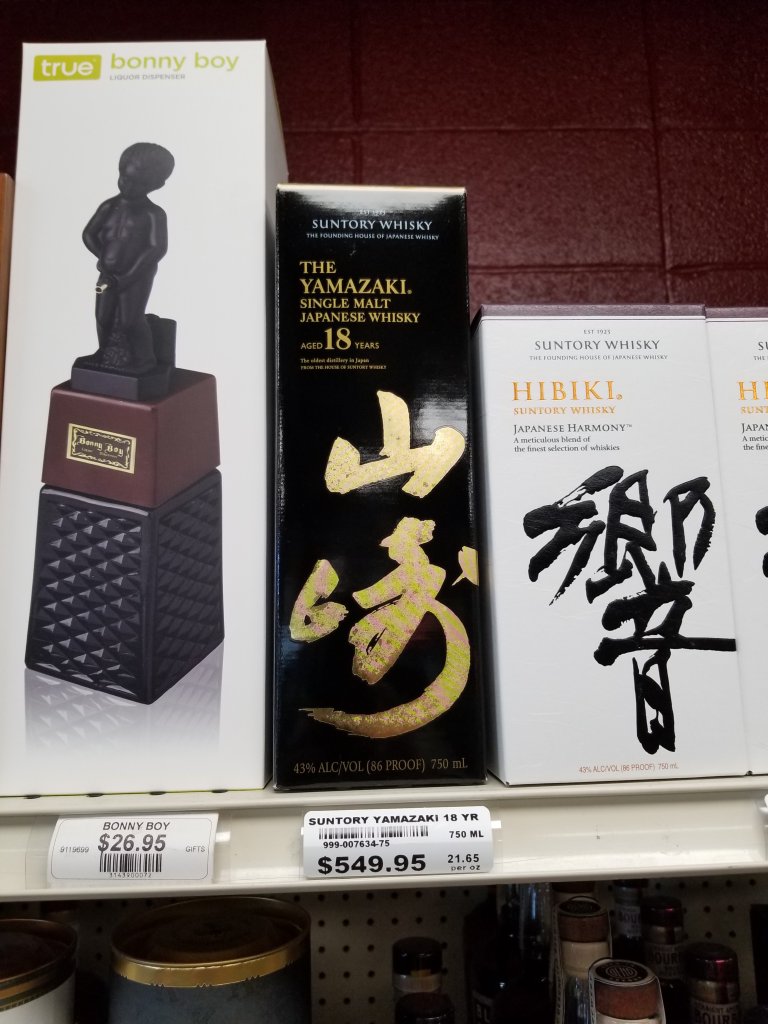 true bonny boy
LIQUOR DISPENSER
Bonny Boy
EST 1923
SUNTORY WHISKY
THE FOUNDING HOUSE OF JAPANESE WHISKY
THE
YAMAZAKI®
SINGLE MALT
JAPANESE WHISKY
AGED 18 YEARS
The oldest distillery in Japan
FROM THE HOUSE OF SUNTORY WHISKY
山
崎
43% ALC/VOL (86 PROOF) 750 mL
EST 1923
SUNTORY WHISKY
THE FOUNDING HOUSE OF JAPANESE WHISKY
HIBIKI®
SUNTORY WHISKY
JAPANESE HARMONY™
A meticulous blend of
the finest selection of whiskies
響
43% ALC/VOL (86 PROOF) 750 mL
BONNY BOY
$26.95
9119699
GIFTS
3143900072
SUNTORY YAMAZAKI 18 YR
750 ML
999-007634-75
$549.95
21.65
per oz